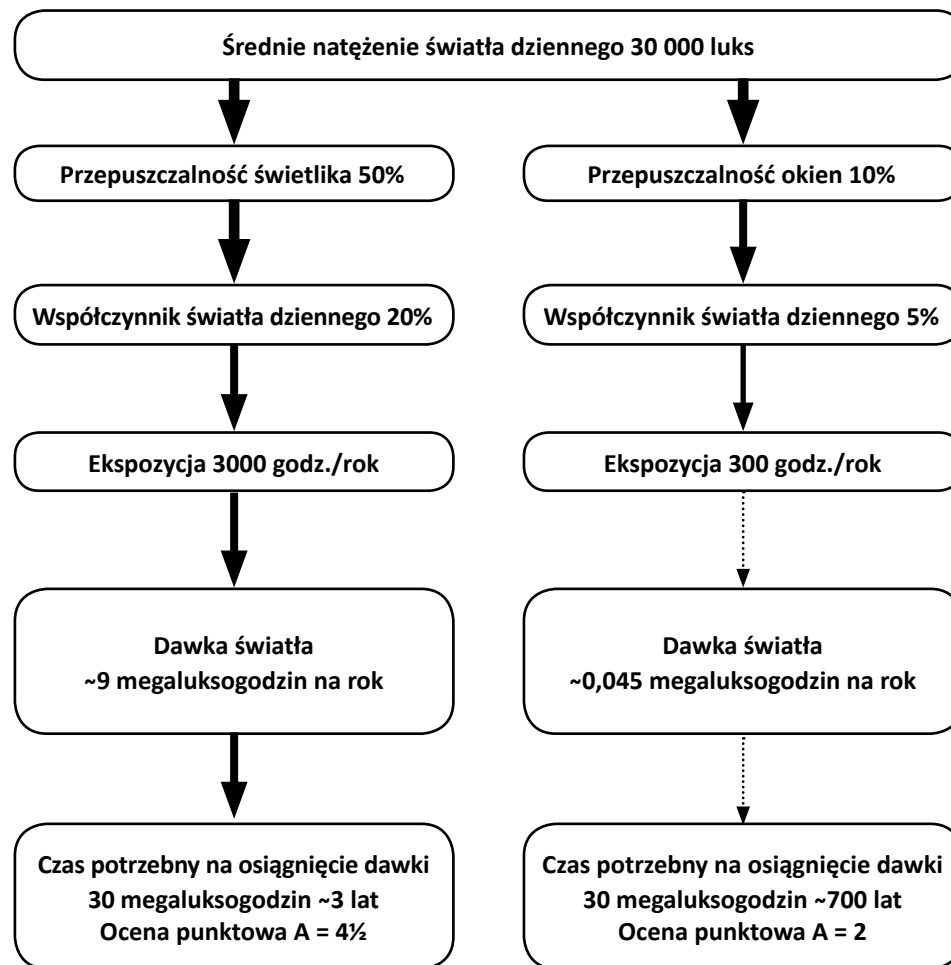 Średnie natężenie światła dziennego 30 000 luks
Przepuszczalność świetlika 50%
Przepuszczalność okien 10%
Współczynnik światła dziennego 20%
Współczynnik światła dziennego 5%
Ekspozycja 3000 godz./rok
Ekspozycja 300 godz./rok
Dawka światła
~9 megaluksogodzin na rok
Dawka światła
~0,045 megaluksogodzin na rok
Czas potrzebny na osiągnięcie dawki
30 megaluksogodzin ~3 lat
Ocena punktowa A = 4½
Czas potrzebny na osiągnięcie dawki
30 megaluksogodzin ~700 lat
Ocena punktowa A = 2